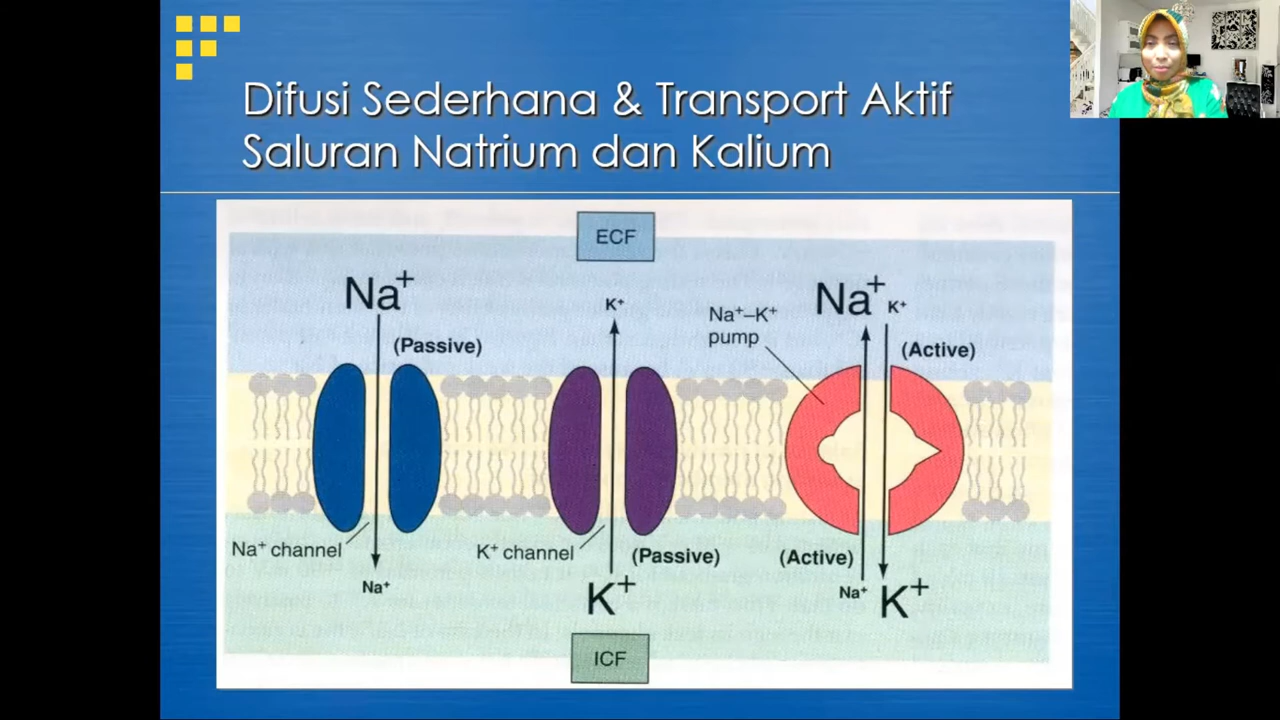 Difusi Sederhana & Transport Aktif
Saluran Natrium dan Kalium
ECF
Na⁺
(Passive)
Na⁺ channel
Na⁺
K⁺
K⁺ channel
(Passive)
K⁺
Na⁺–K⁺
pump
Na⁺
K⁺
(Active)
(Active)
Na⁺
K⁺
ICF